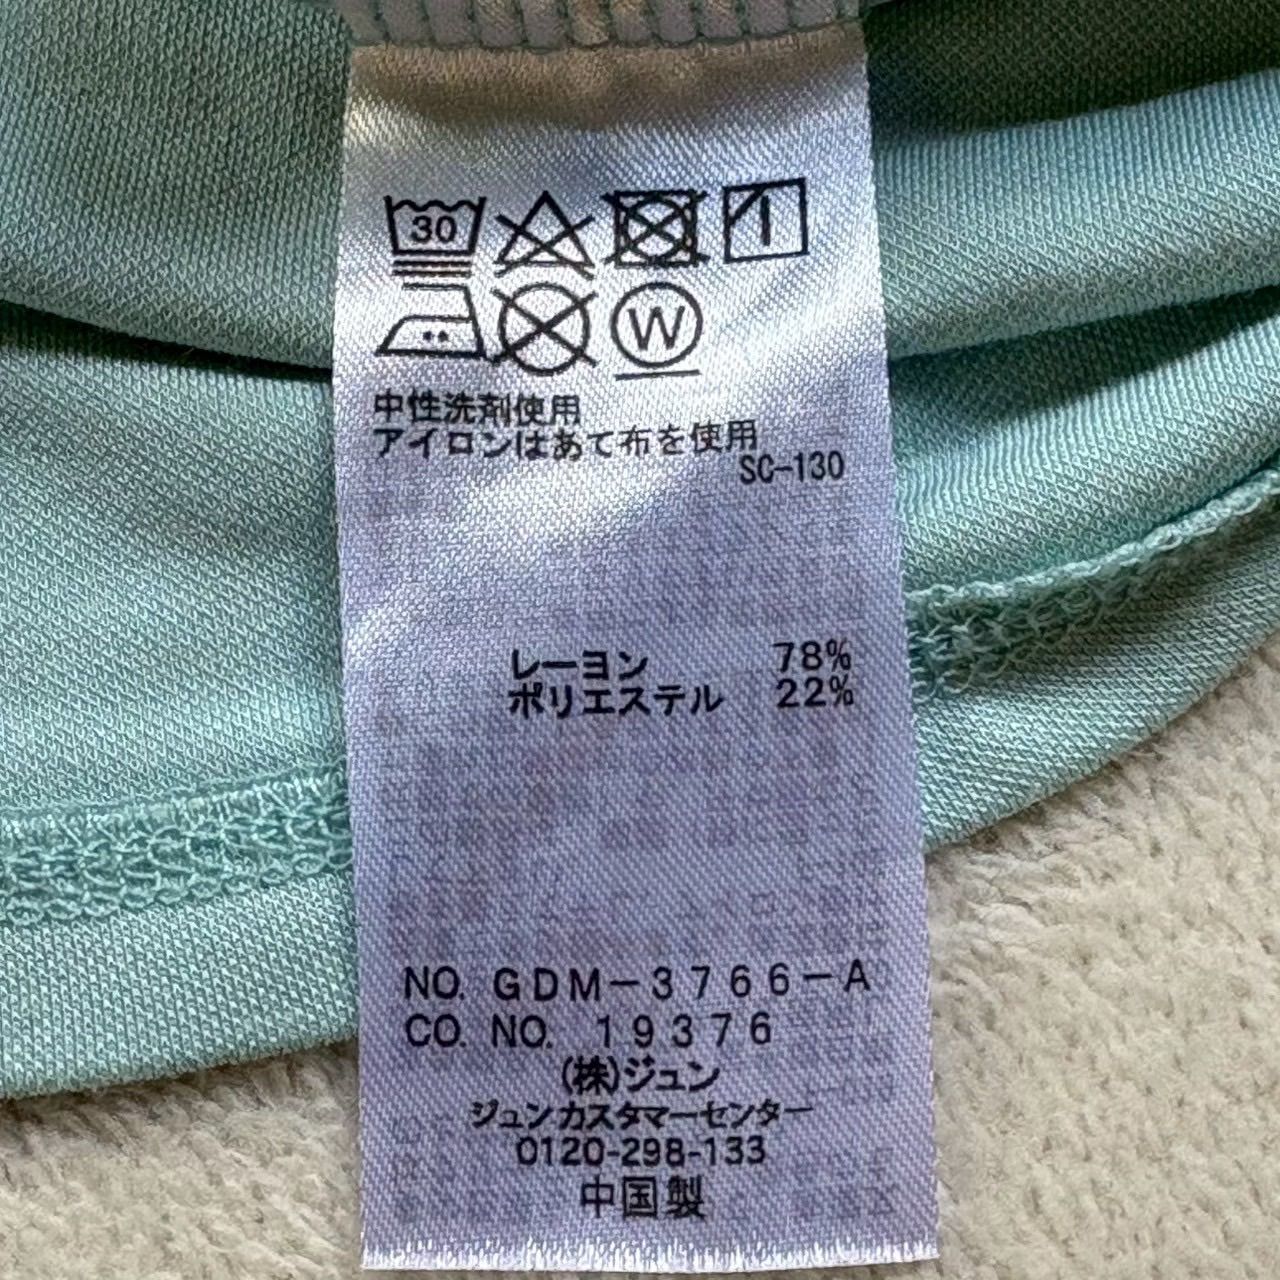 30
W
中性洗剤使用
アイロンはあて布を使用
SC-130
レーヨン 78%
ポリエステル 22%
NO. GDM-3766-A
CO. NO. 19376
(株)ジュン
ジュンカスタマーセンター
0120-298-133
中国製